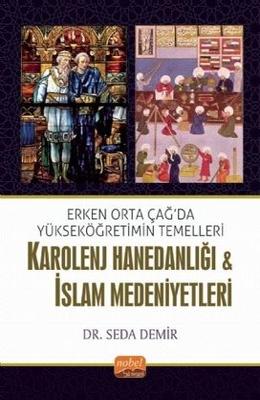 ERKEN ORTA ÇAĞ'DA
YÜKSEKÖĞRETİMİN TEMELLERİ
KAROLENJ HANEDANLIĞI &
İSLAM MEDENİYETLERİ
DR. SEDA DEMİR
nobel